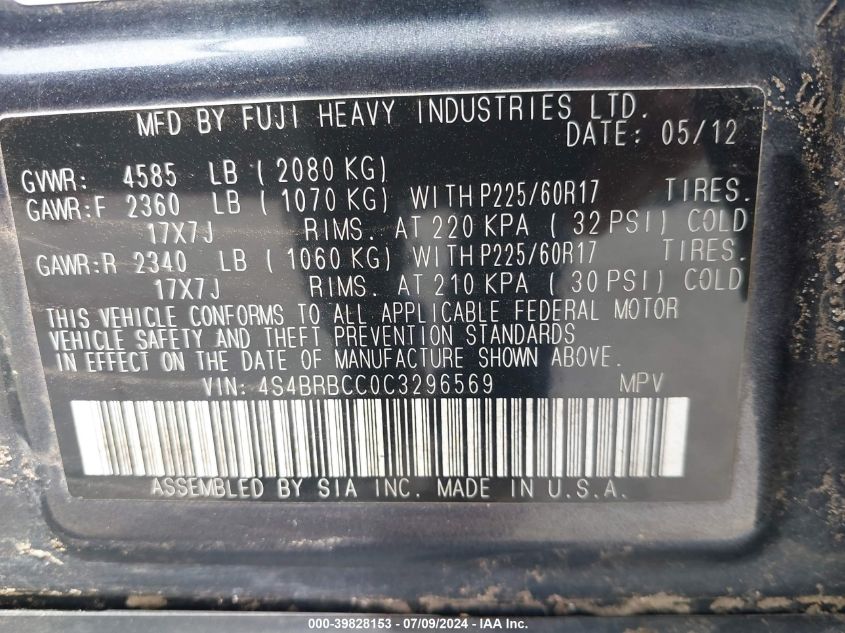 MFD BY FUJI HEAVY INDUSTRIES LTD.
DATE: 05/12
GVWR: 4585 LB ( 2080 KG)
GAWR:F 2360 LB ( 1070 KG) WITH P225/60R17 TIRES.
17X7J RIMS. AT 220 KPA ( 32 PSI) COLD
GAWR:R 2340 LB ( 1060 KG) WITH P225/60R17 TIRES.
17X7J RIMS. AT 210 KPA ( 30 PSI) COLD
THIS VEHICLE CONFORMS TO ALL APPLICABLE FEDERAL MOTOR
VEHICLE SAFETY AND THEFT PREVENTION STANDARDS
IN EFFECT ON THE DATE OF MANUFACTURE SHOWN ABOVE.
VIN: 4S4BRBCC0C3296569 MPV
ASSEMBLED BY SIA INC. MADE IN U.S.A.
000-39828153 - 07/09/2024 - IAA Inc.